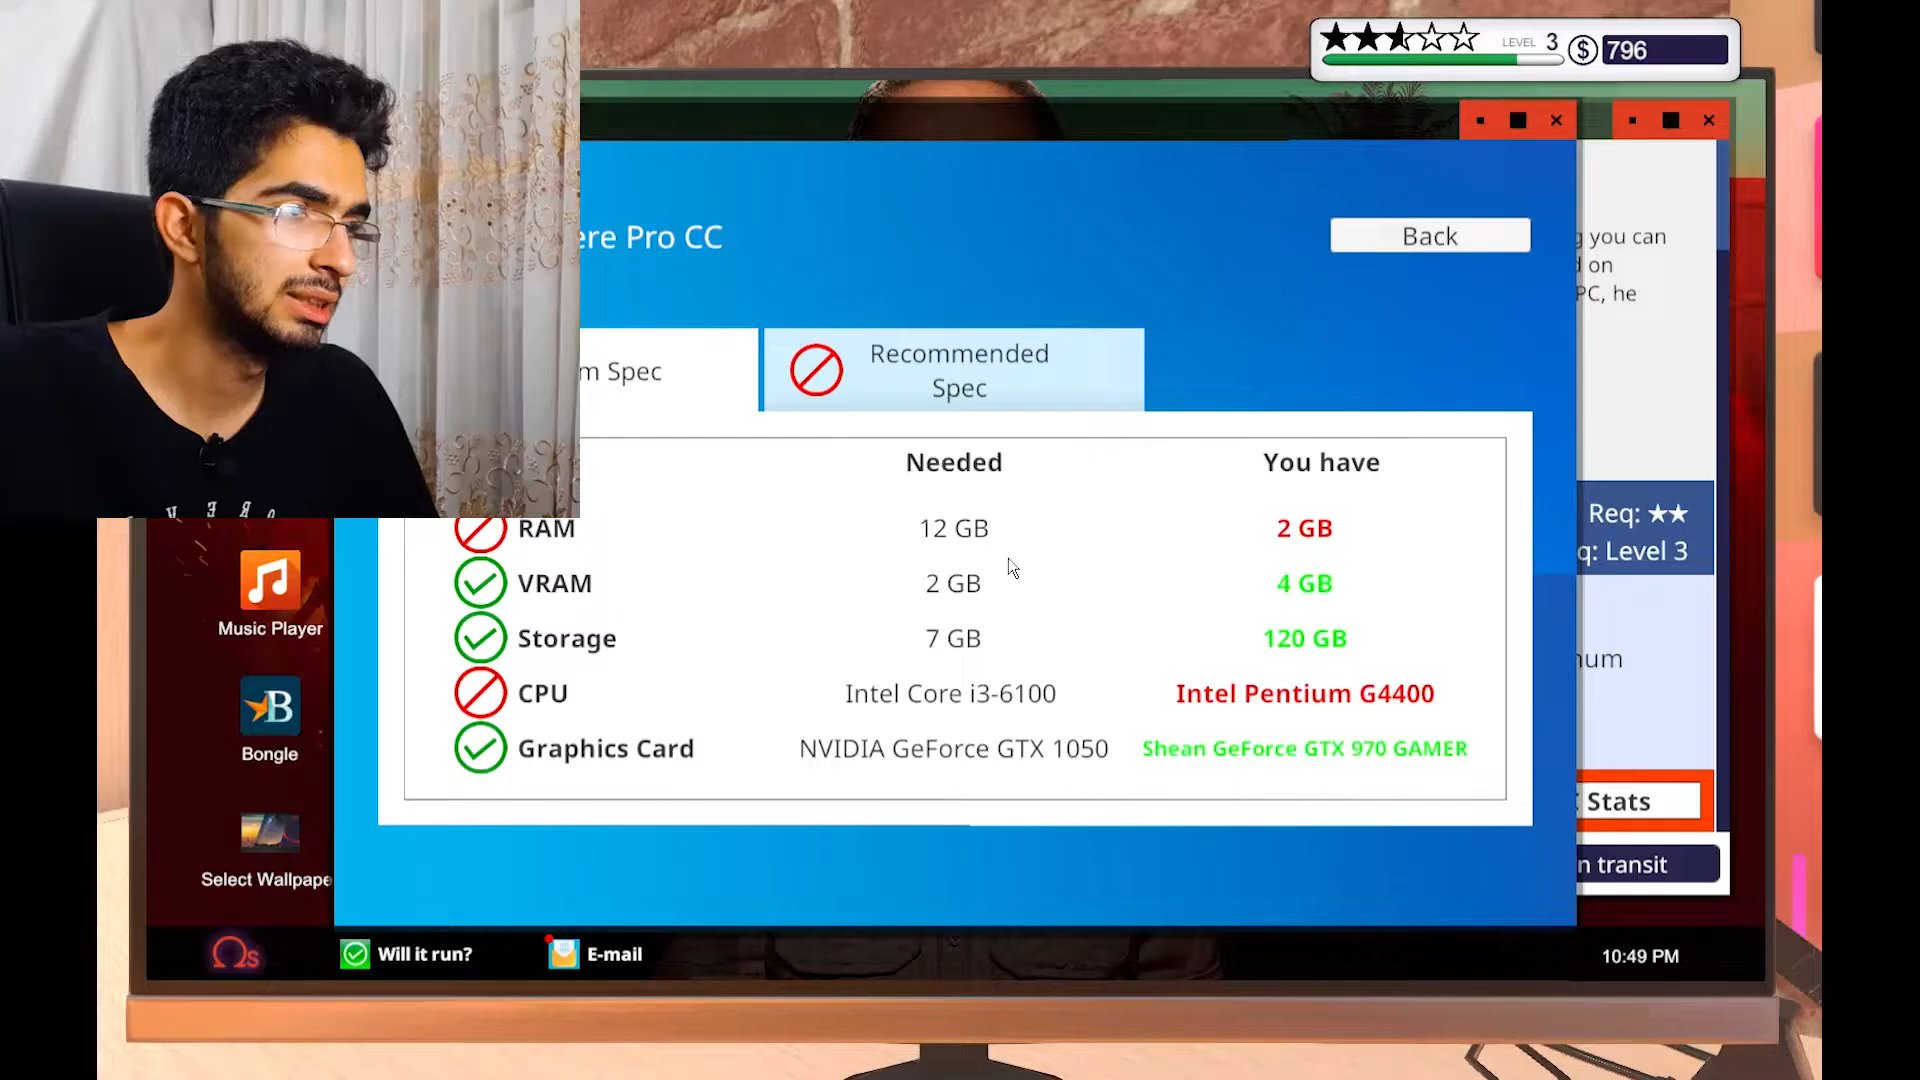 LEVEL 3 $ 796
ere Pro CC
Back
g you can
d on
PC, he
m Spec
Recommended
Spec
Needed You have
RAM 12 GB 2 GB
VRAM 2 GB 4 GB
Storage 7 GB 120 GB
CPU Intel Core i3-6100 Intel Pentium G4400
Graphics Card NVIDIA GeForce GTX 1050 Shean GeForce GTX 970 GAMER
Req: ★★
q: Level 3
num
Stats
n transit
Music Player
B
Bongle
Select Wallpape
Ωs
Will it run?
E-mail
10:49 PM